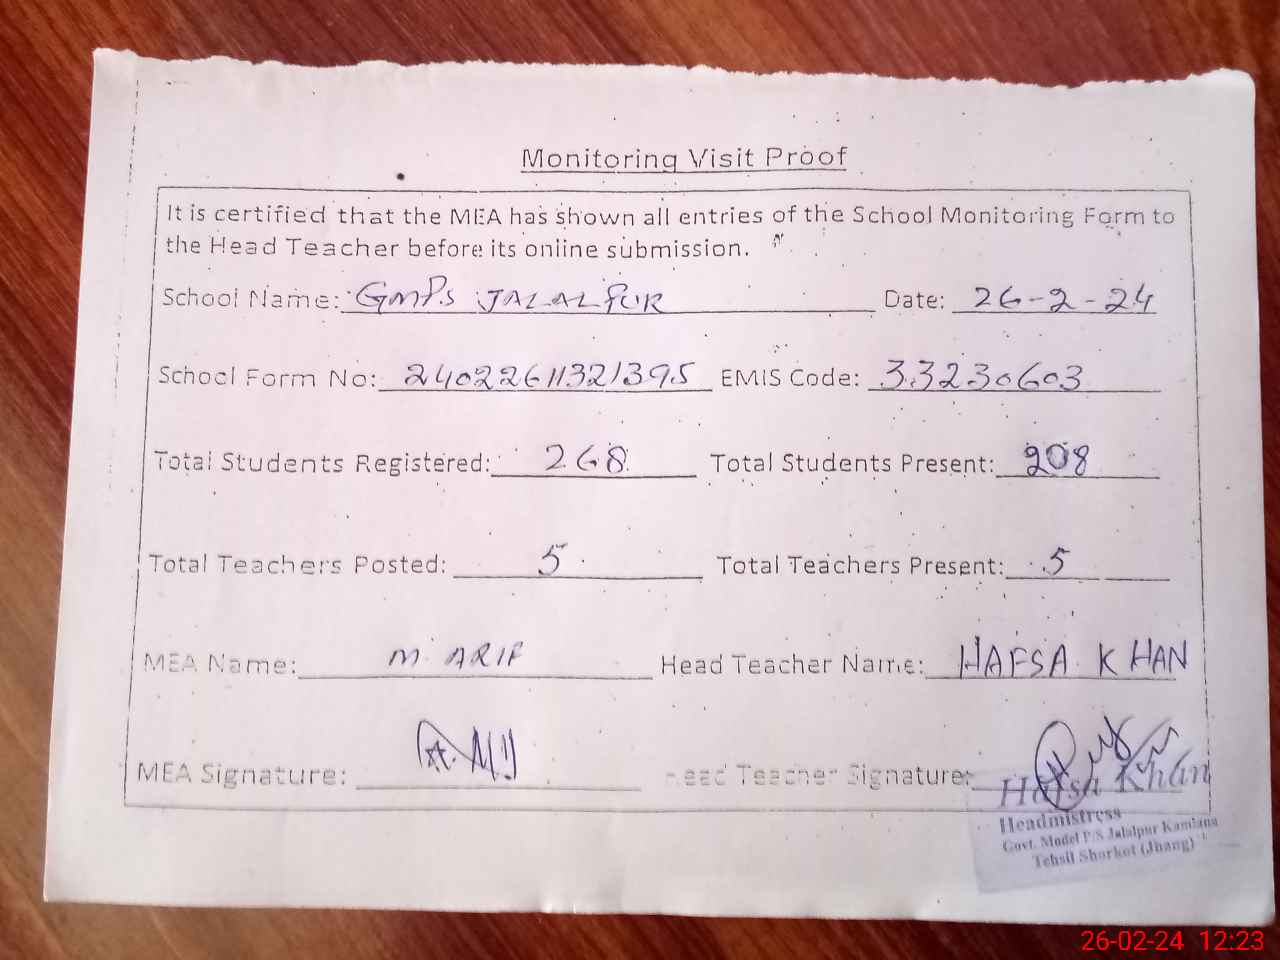 Monitoring Visit Proof
It is certified that the MEA has shown all entries of the School Monitoring Form to
the Head Teacher before its online submission.
School Name: GMP.S JALALPUR Date: 26-2-24
School Form No: 24022611321395 EMIS Code: 33230603
Total Students Registered: 268 Total Students Present: 208
Total Teachers Posted: 5 Total Teachers Present: 5
MEA Name: M. ARIF Head Teacher Name: HAFSA KHAN
MEA Signature: Head Teacher Signature:
Hafsa Khan
Headmistress
Govt. Model P/S Jalalpur Kamlana
Tehsil Shorkot (Jhang)
26-02-24 12:23